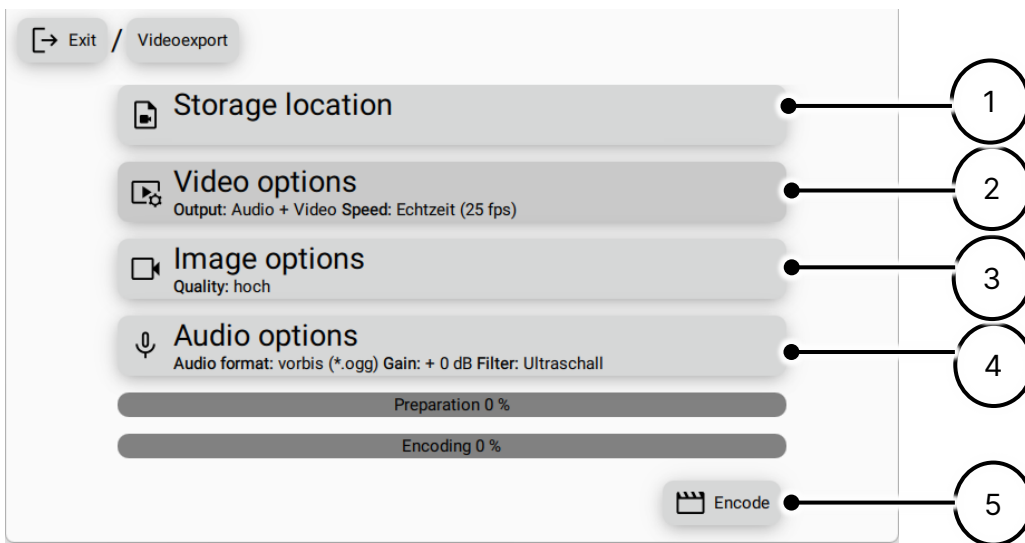 Exit / Videoexport
Storage location
1
Video options
Output: Audio + Video Speed: Echtzeit (25 fps)
2
Image options
Quality: hoch
3
Audio options
Audio format: vorbis (*.ogg) Gain: + 0 dB Filter: Ultraschall
4
Preparation 0 %
Encoding 0 %
Encode
5